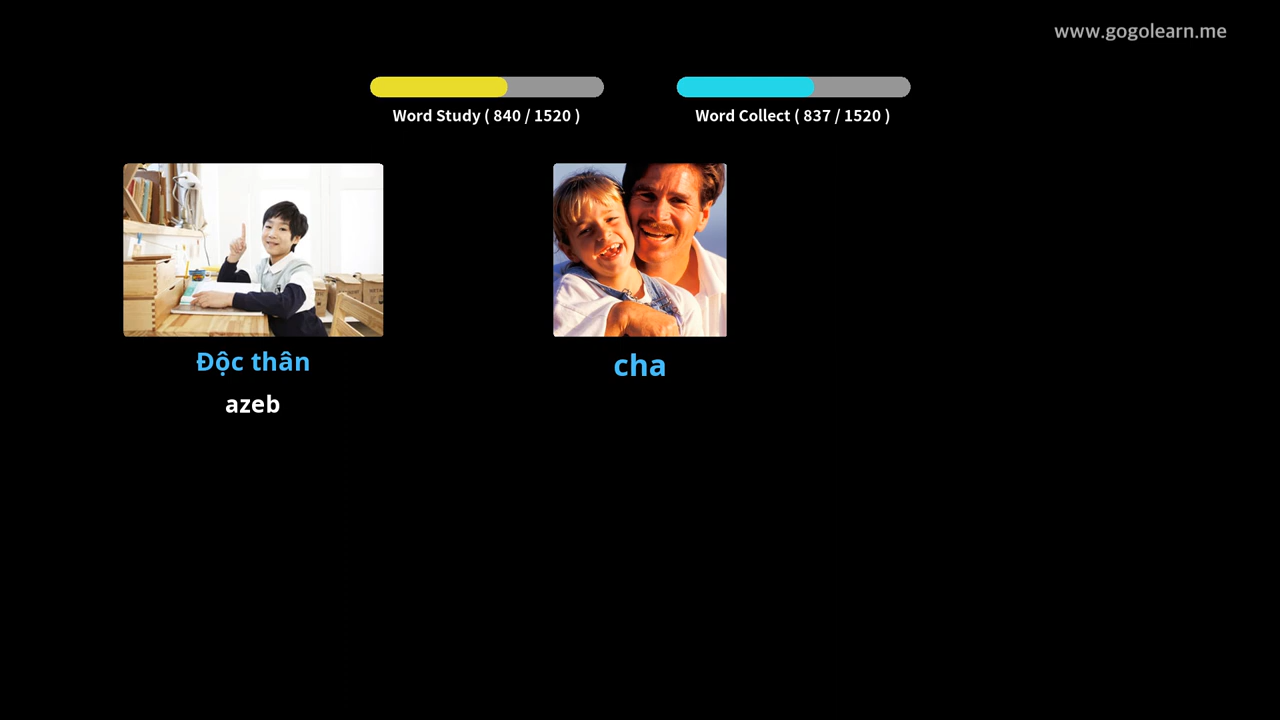 www.gogolearn.me
Word Study ( 840 / 1520 )
Word Collect ( 837 / 1520 )
Độc thân
azeb
cha